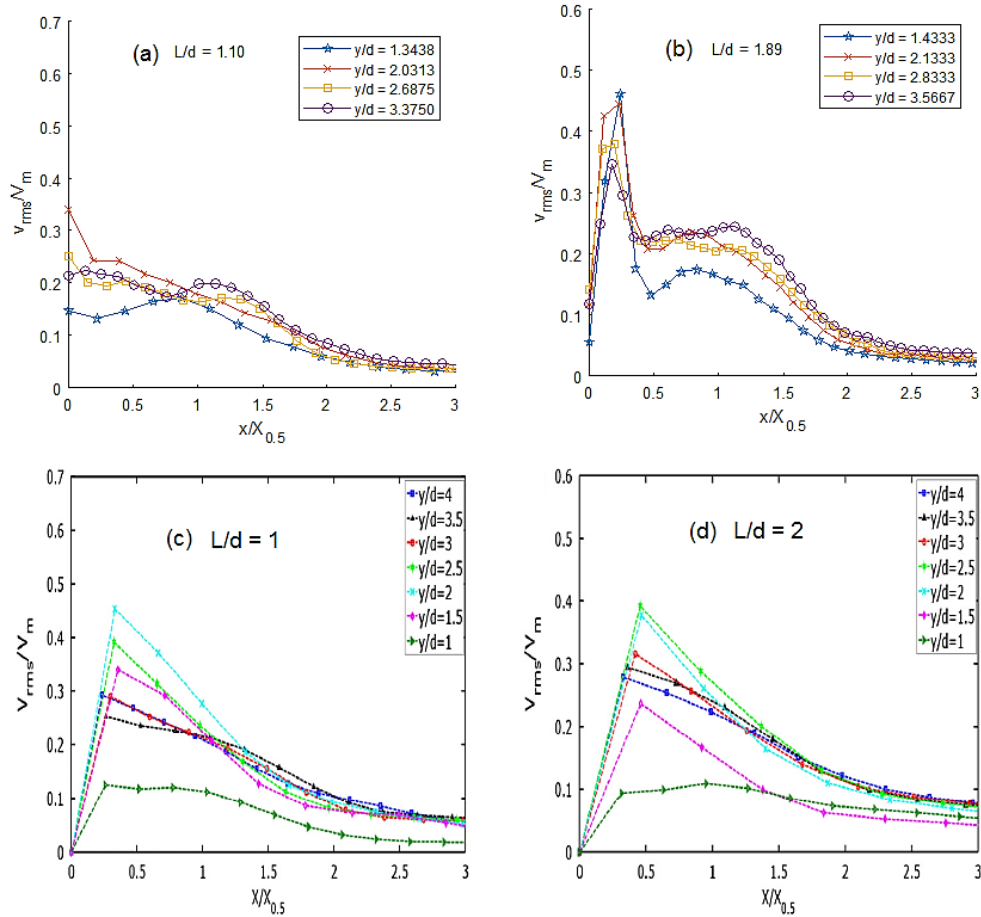 (a) L/d = 1.10
y/d = 1.3438
y/d = 2.0313
y/d = 2.6875
y/d = 3.3750
0.7
0.6
0.5
0.4
0.3
0.2
0.1
0
v_rms/V_m
0 0.5 1 1.5 2 2.5 3
x/X_0.5
(b) L/d = 1.89
y/d = 1.4333
y/d = 2.1333
y/d = 2.8333
y/d = 3.5667
0.6
0.5
0.4
0.3
0.2
0.1
0
v_rms/V_m
0 0.5 1 1.5 2 2.5 3
x/X_0.5
(c) L/d = 1
y/d=4
y/d=3.5
y/d=3
y/d=2.5
y/d=2
y/d=1.5
y/d=1
0.7
0.6
0.5
0.4
0.3
0.2
0.1
0
V_rms/V_m
0 0.5 1 1.5 2 2.5 3
X/X_0.5
(d) L/d = 2
y/d=4
y/d=3.5
y/d=3
y/d=2.5
y/d=2
y/d=1.5
y/d=1
0.6
0.5
0.4
0.3
0.2
0.1
0
V_rms/V_m
0 0.5 1 1.5 2 2.5 3
X/X_0.5